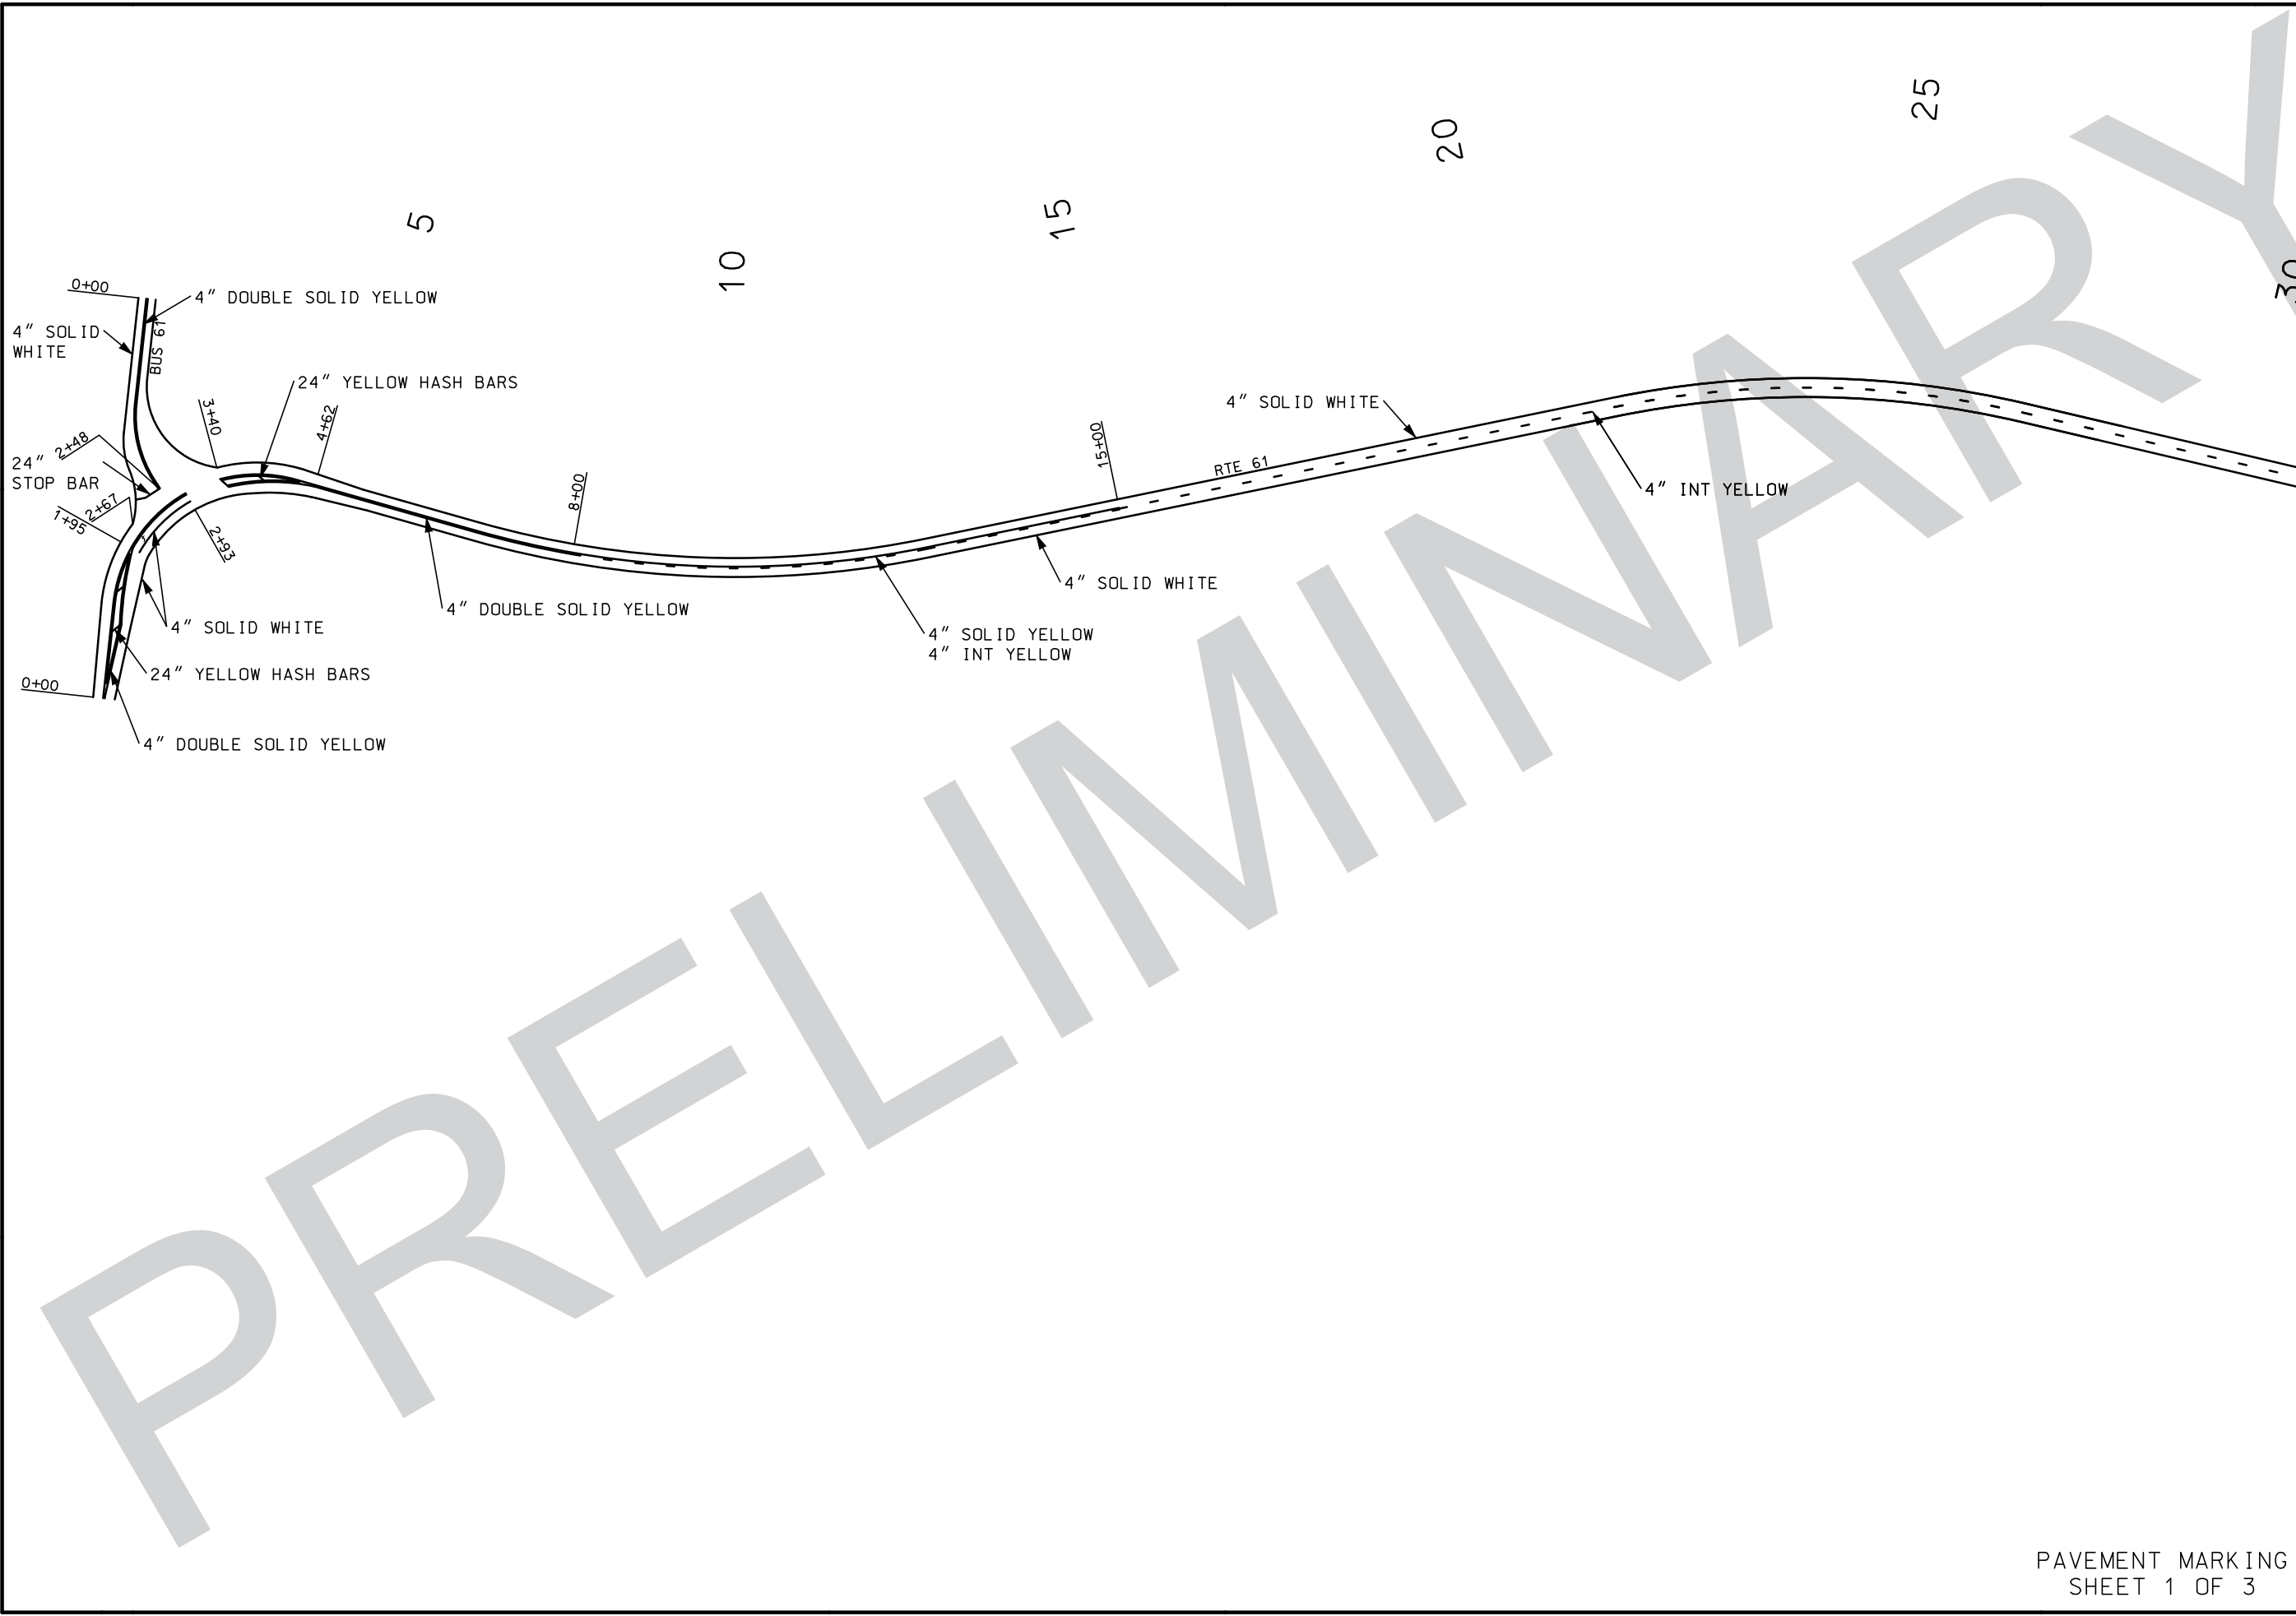 25
20
15
5
10
30
0+00
4" DOUBLE SOLID YELLOW
4" SOLID
WHITE
BUS 61
24" YELLOW HASH BARS
3+40
4+62
4" SOLID WHITE
15+00
2+48
24"
STOP BAR
RTE 61
8+00
4" INT YELLOW
2+67
1+95
2+93
4" SOLID WHITE
4" DOUBLE SOLID YELLOW
4" SOLID WHITE
4" SOLID YELLOW
4" INT YELLOW
24" YELLOW HASH BARS
0+00
4" DOUBLE SOLID YELLOW
PRELIMINARY
PAVEMENT MARKING
SHEET 1 OF 3